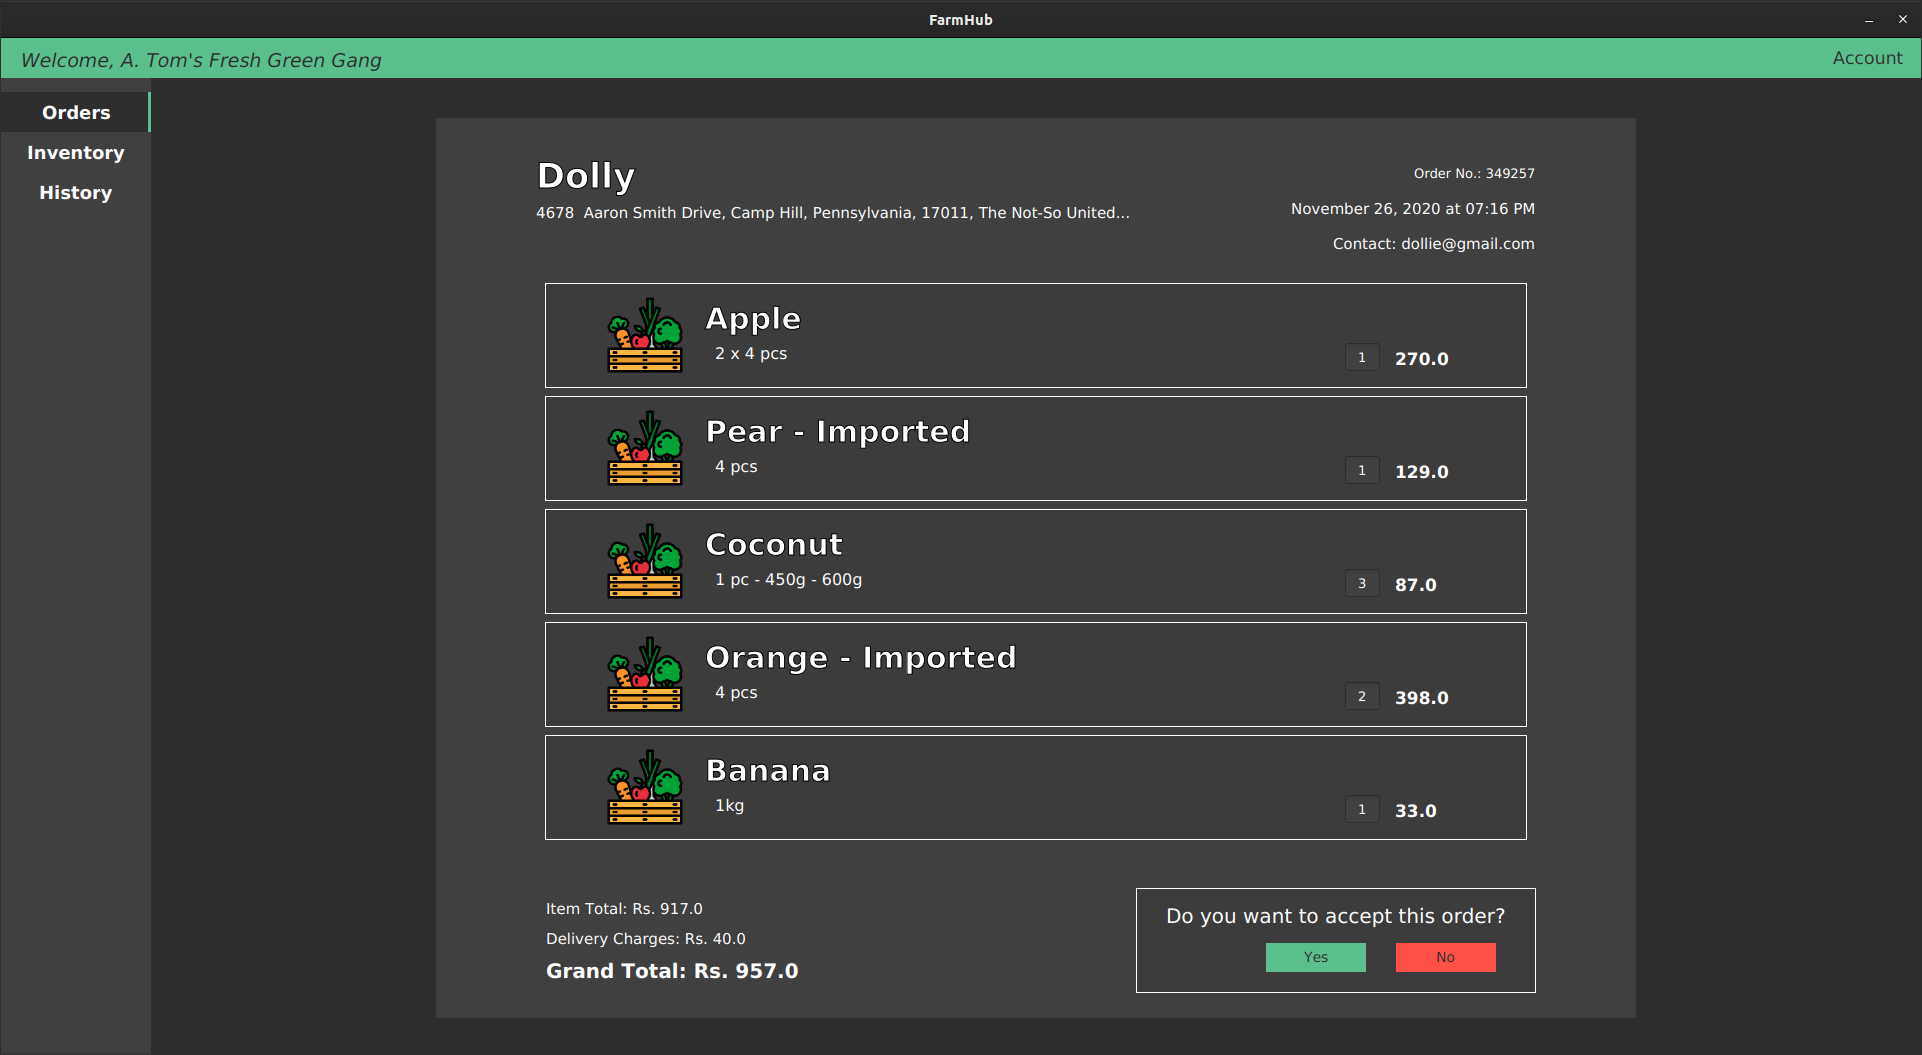 FarmHub
Welcome, A. Tom's Fresh Green Gang
Account
Orders
Inventory
History
Dolly
4678  Aaron Smith Drive, Camp Hill, Pennsylvania, 17011, The Not-So United...
Order No.: 349257
November 26, 2020 at 07:16 PM
Contact: dollie@gmail.com
Apple
2 x 4 pcs
1 270.0
Pear - Imported
4 pcs
1 129.0
Coconut
1 pc - 450g - 600g
3 87.0
Orange - Imported
4 pcs
2 398.0
Banana
1kg
1 33.0
Item Total: Rs. 917.0
Delivery Charges: Rs. 40.0
Grand Total: Rs. 957.0
Do you want to accept this order?
Yes No